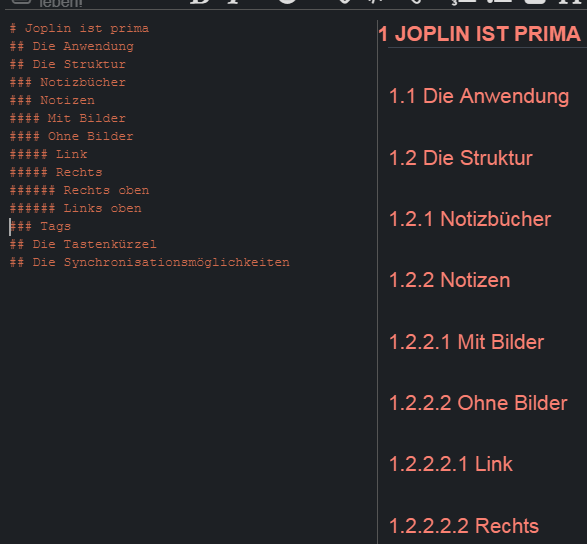 leben!
# Joplin ist prima
## Die Anwendung
## Die Struktur
### Notizbücher
### Notizen
#### Mit Bilder
#### Ohne Bilder
##### Link
##### Rechts
###### Rechts oben
###### Links oben
### Tags
## Die Tastenkürzel
## Die Synchronisationsmöglichkeiten
1 JOPLIN IST PRIMA
1.1 Die Anwendung
1.2 Die Struktur
1.2.1 Notizbücher
1.2.2 Notizen
1.2.2.1 Mit Bilder
1.2.2.2 Ohne Bilder
1.2.2.2.1 Link
1.2.2.2.2 Rechts